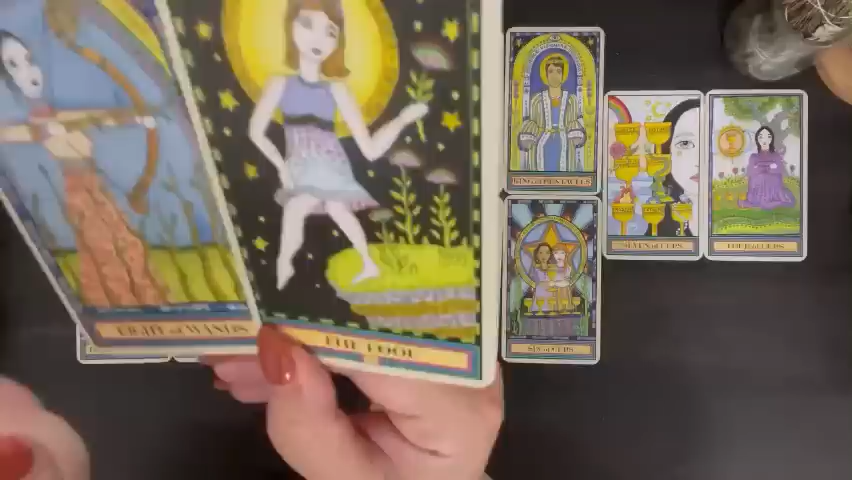 EIGHT of WANDS
THE FOOL
KING of PENTACLES
SEVEN of CUPS
FOUR of CUPS
SIX of CUPS